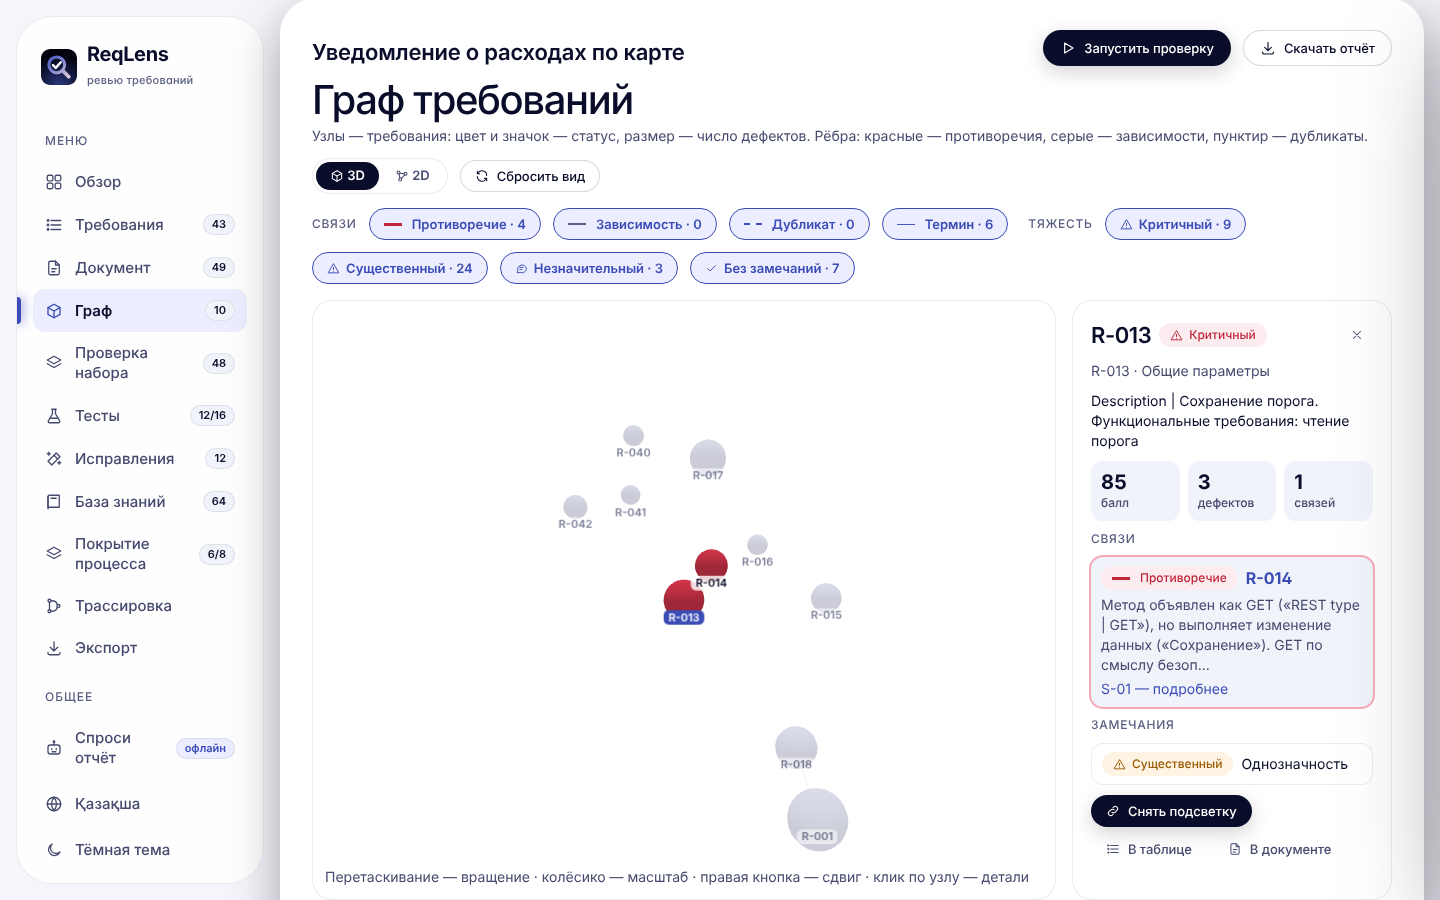 ReqLens
ревью требований
МЕНЮ
Обзор
Требования 43
Документ 49
Граф 10
Проверка
набора 48
Тесты 12/16
Исправления 12
База знаний 64
Покрытие
процесса 6/8
Трассировка
Экспорт
ОБЩЕЕ
Спроси
отчёт офлайн
Қазақша
Тёмная тема
Уведомление о расходах по карте
Запустить проверку
Скачать отчёт
Граф требований
Узлы — требования: цвет и значок — статус, размер — число дефектов. Рёбра: красные — противоречия, серые — зависимости, пунктир — дубликаты.
3D 2D Сбросить вид
СВЯЗИ Противоречие · 4 Зависимость · 0 Дубликат · 0 Термин · 6 ТЯЖЕСТЬ Критичный · 9
Существенный · 24 Незначительный · 3 Без замечаний · 7
R-040
R-017
R-041
R-042
R-016
R-014
R-013
R-015
R-018
R-001
Перетаскивание — вращение · колёсико — масштаб · правая кнопка — сдвиг · клик по узлу — детали
R-013 Критичный
R-013 · Общие параметры
Description | Сохранение порога.
Функциональные требования: чтение
порога
85 3 1
балл дефектов связей
СВЯЗИ
Противоречие R-014
Метод объявлен как GET («REST type
| GET»), но выполняет изменение
данных («Сохранение»). GET по
смыслу безоп...
S-01 — подробнее
ЗАМЕЧАНИЯ
Существенный Однозначность
Снять подсветку
В таблице В документе